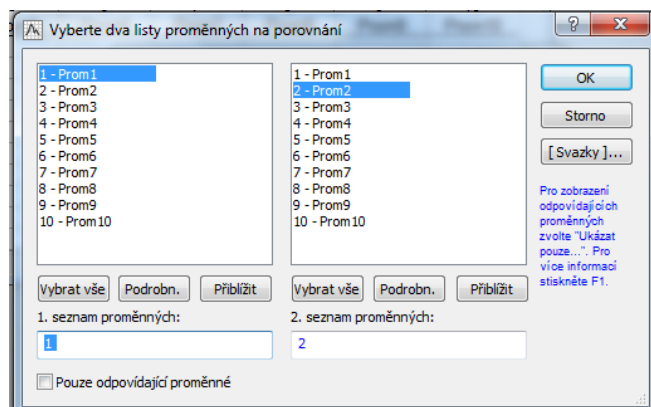 Vyberte dva listy proměnných na porovnání
1 - Prom1
2 - Prom2
3 - Prom3
4 - Prom4
5 - Prom5
6 - Prom6
7 - Prom7
8 - Prom8
9 - Prom9
10 - Prom10
1 - Prom1
2 - Prom2
3 - Prom3
4 - Prom4
5 - Prom5
6 - Prom6
7 - Prom7
8 - Prom8
9 - Prom9
10 - Prom10
OK
Storno
[ Svazky ]...
Pro zobrazení
odpovídajících
proměnných
zvolte "Ukázat
pouze...". Pro
více informací
stiskněte F1.
Vybrat vše Podrobn. Přiblížit
Vybrat vše Podrobn. Přiblížit
1. seznam proměnných:
1
2. seznam proměnných:
2
Pouze odpovídající proměnné